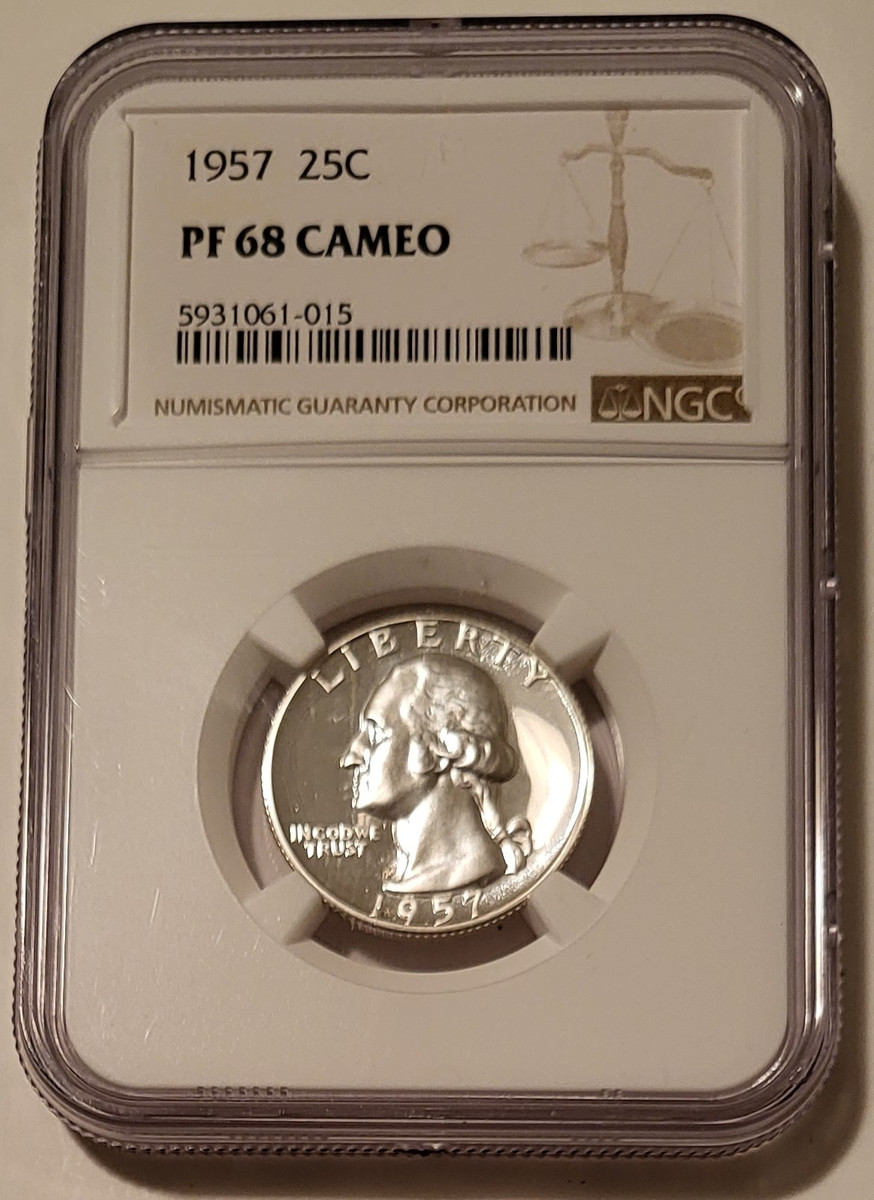 1957 25C
PF 68 CAMEO
5931061-015
NUMISMATIC GUARANTY CORPORATION NGC
LIBERTY
IN GOD WE
TRUST
1957